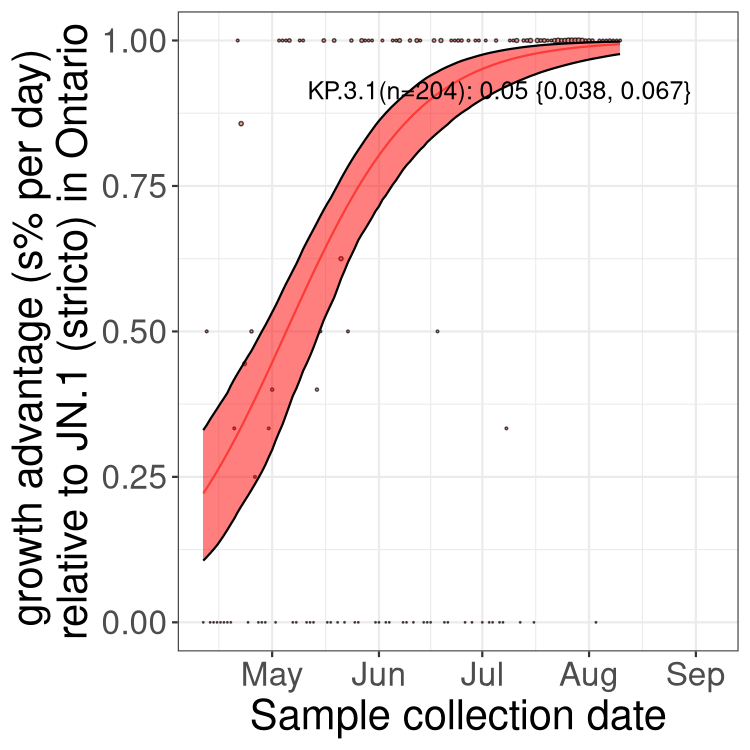 growth advantage (s% per day)
relative to JN.1 (stricto) in Ontario
1.00
0.75
0.50
0.25
0.00
KP.3.1(n=204): 0.05 {0.038, 0.067}
May Jun Jul Aug Sep
Sample collection date